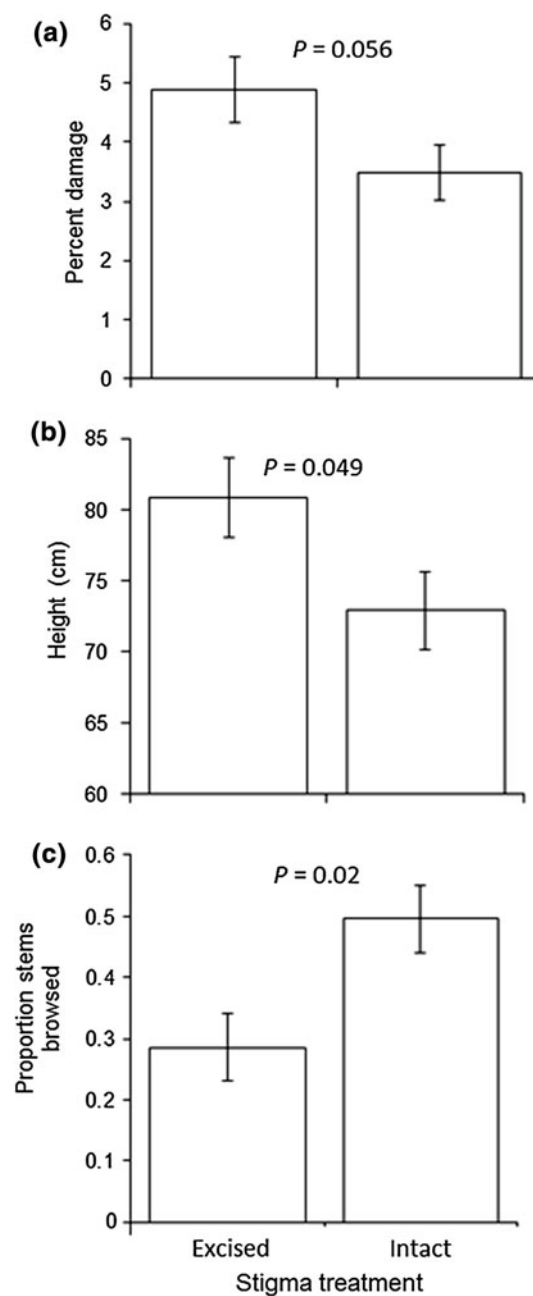 (a)
P = 0.056
Percent damage
6
5
4
3
2
1
0
(b)
P = 0.049
Height (cm)
85
80
75
70
65
60
(c)
P = 0.02
Proportion stems
browsed
0.6
0.5
0.4
0.3
0.2
0.1
0
Excised Intact
Stigma treatment